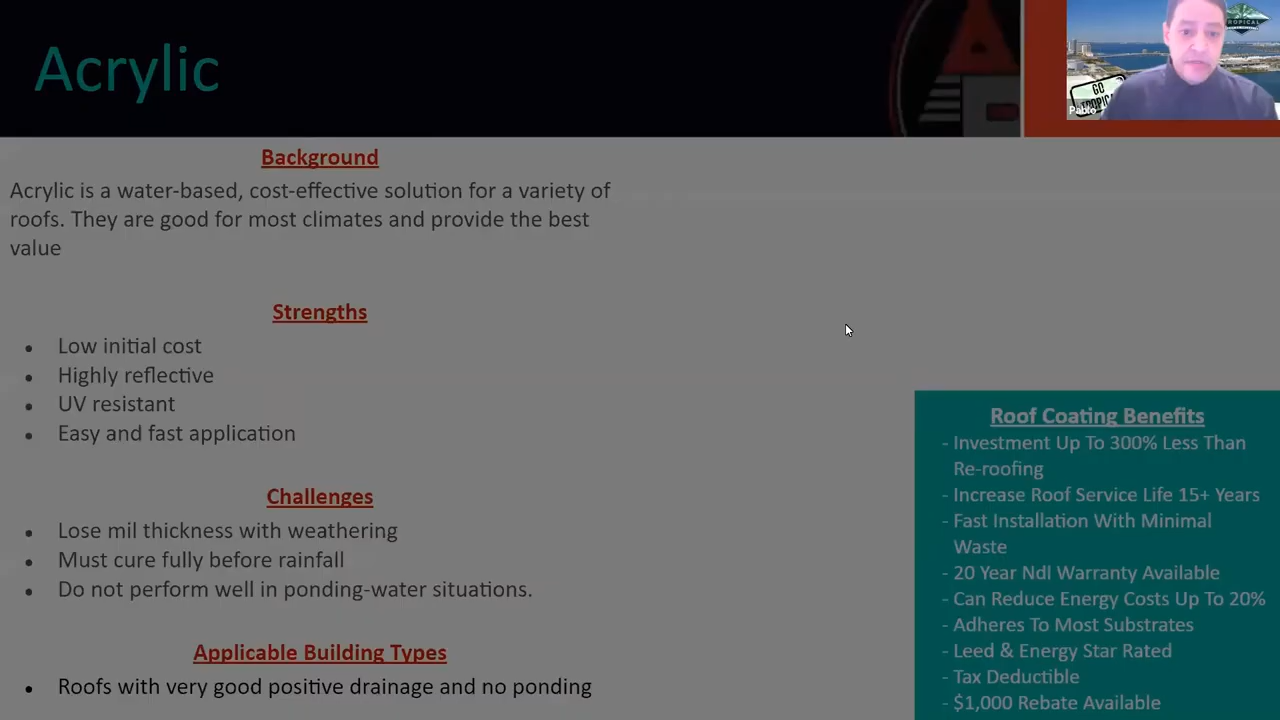 Acrylic
Background
Acrylic is a water-based, cost-effective solution for a variety of
roofs. They are good for most climates and provide the best
value
Strengths
• Low initial cost
• Highly reflective
• UV resistant
• Easy and fast application
Challenges
• Lose mil thickness with weathering
• Must cure fully before rainfall
• Do not perform well in ponding-water situations.
Applicable Building Types
• Roofs with very good positive drainage and no ponding
GO
Pablo
Roof Coating Benefits
- Investment Up To 300% Less Than
Re-roofing
- Increase Roof Service Life 15+ Years
- Fast Installation With Minimal
Waste
- 20 Year Ndl Warranty Available
- Can Reduce Energy Costs Up To 20%
- Adheres To Most Substrates
- Leed & Energy Star Rated
- Tax Deductible
- $1,000 Rebate Available